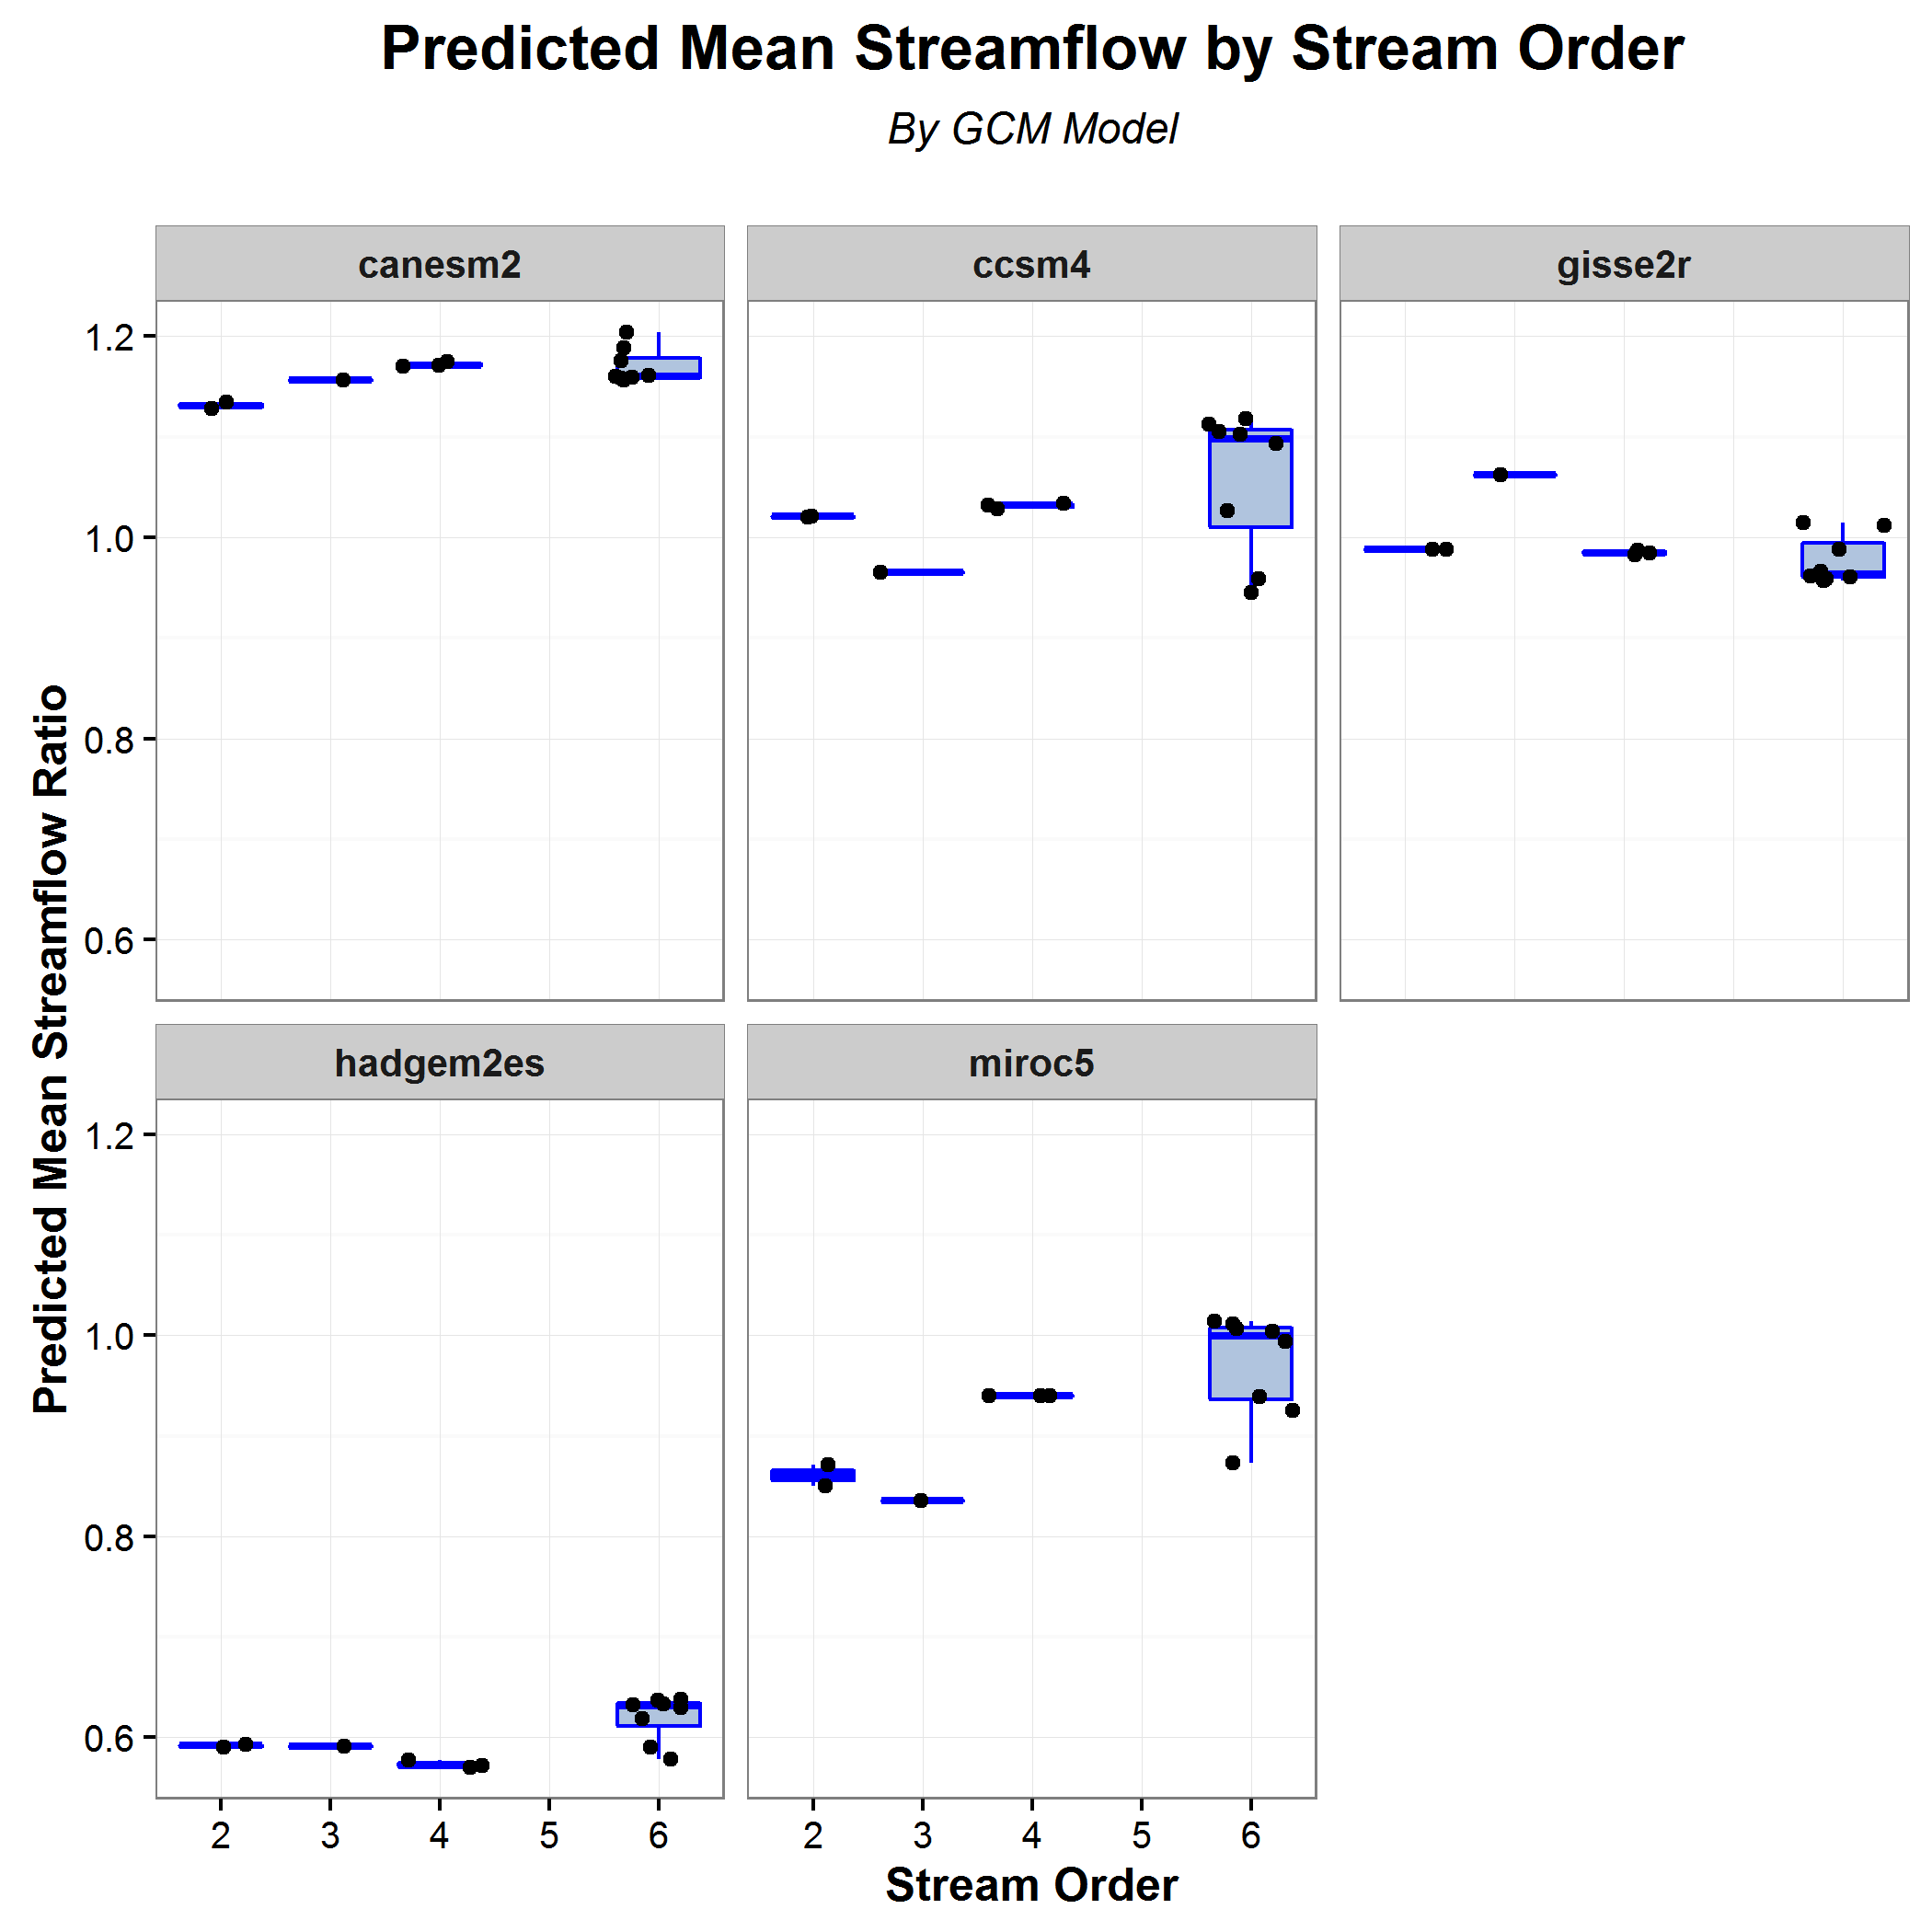 Predicted Mean Streamflow by Stream Order
By GCM Model
canesm2
ccsm4
gisse2r
1.2
1.0
0.8
0.6
Predicted Mean Streamflow Ratio
hadgem2es
miroc5
1.2
1.0
0.8
0.6
2 3 4 5 6
2 3 4 5 6
Stream Order